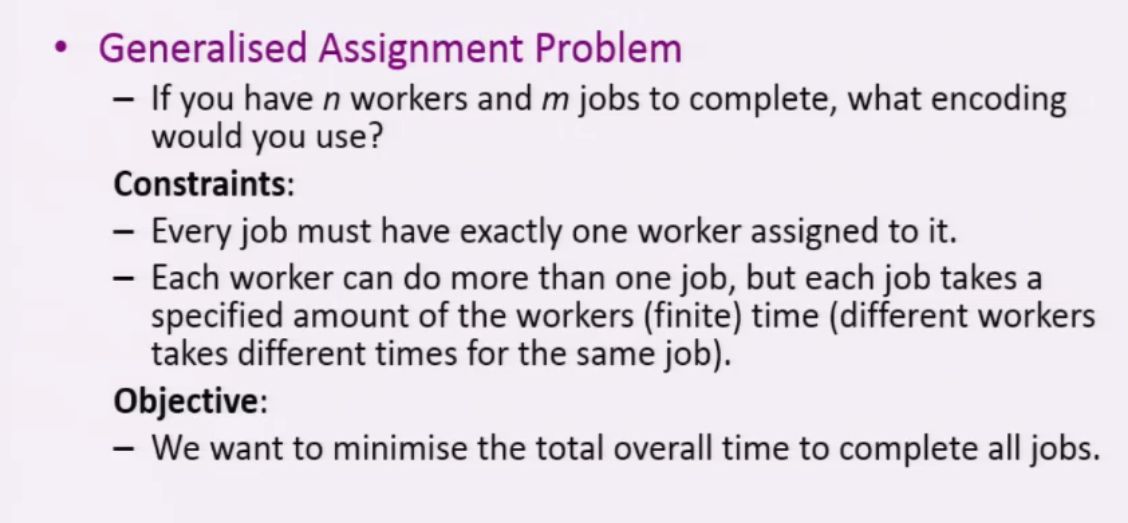 • Generalised Assignment Problem
– If you have n workers and m jobs to complete, what encoding
would you use?
Constraints:
– Every job must have exactly one worker assigned to it.
– Each worker can do more than one job, but each job takes a
specified amount of the workers (finite) time (different workers
takes different times for the same job).
Objective:
– We want to minimise the total overall time to complete all jobs.